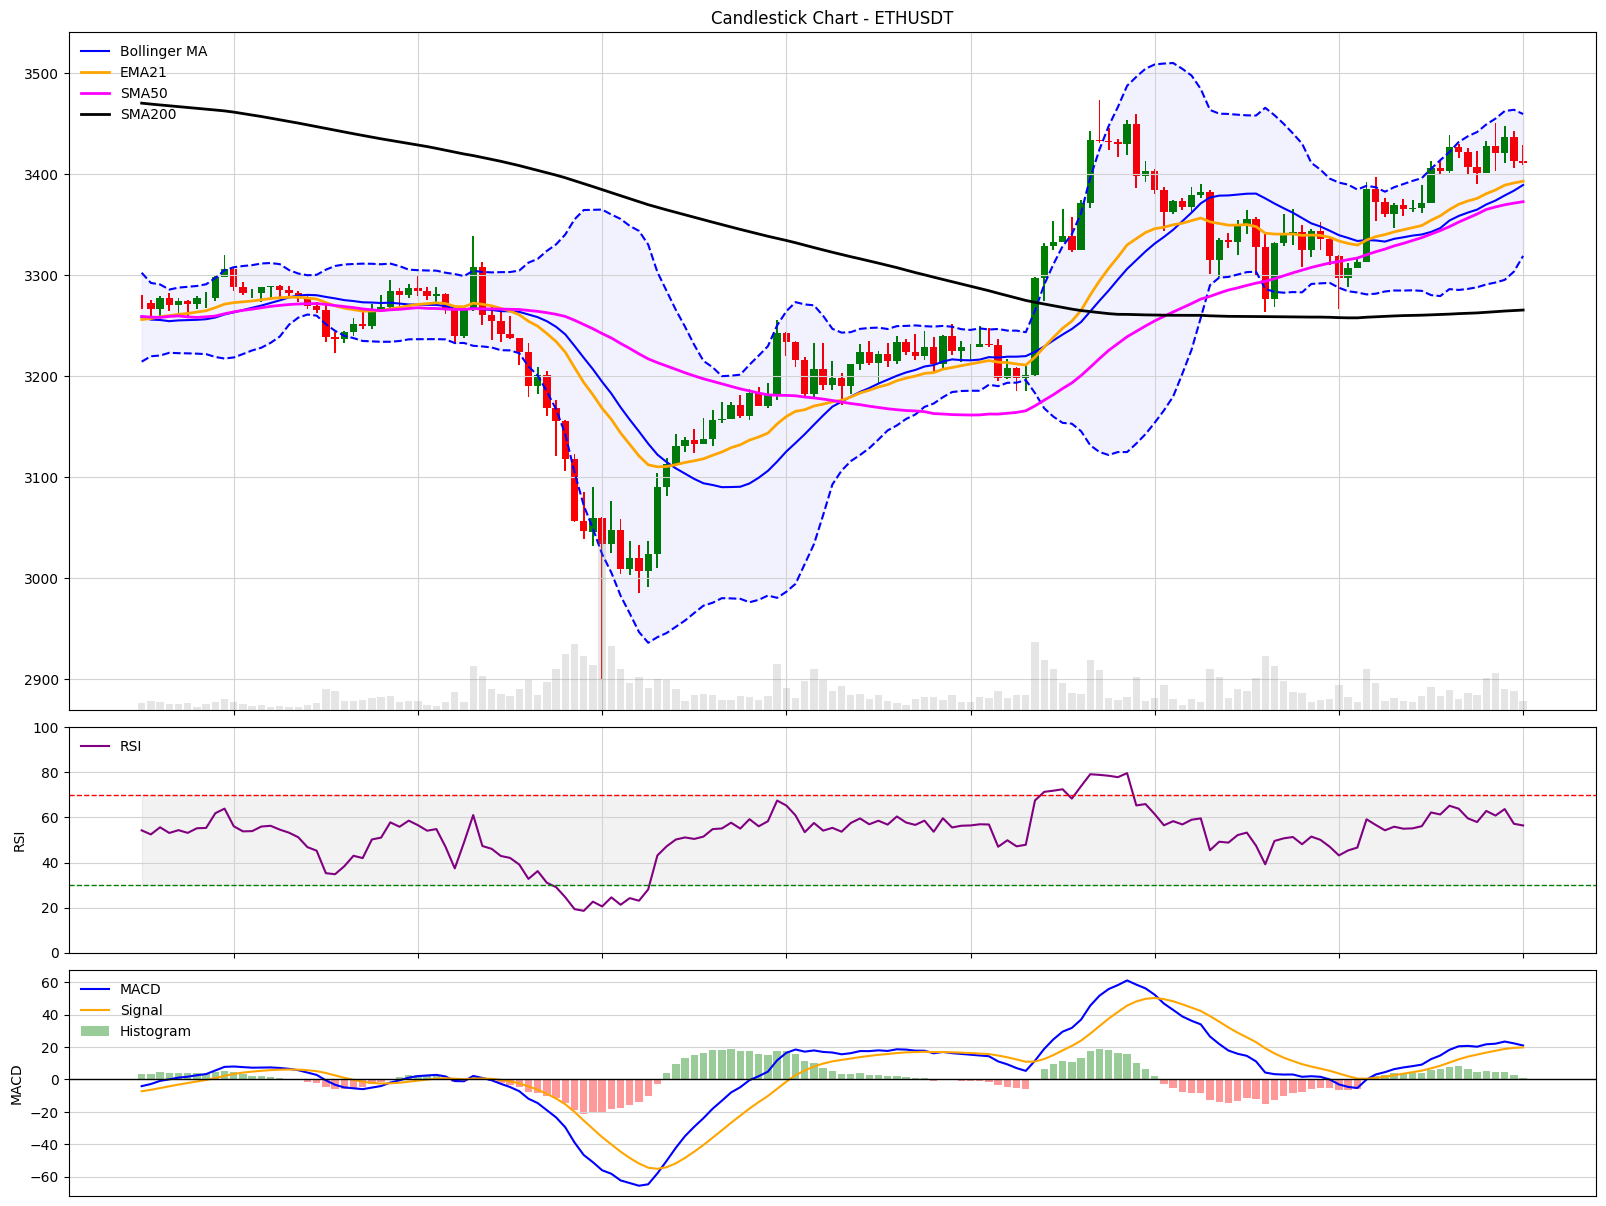 Candlestick Chart - ETHUSDT
Bollinger MA
EMA21
SMA50
SMA200
3500
3400
3300
3200
3100
3000
2900
RSI
100
80
60
40
20
0
RSI
MACD
Signal
Histogram
60
40
20
0
−20
−40
−60
MACD